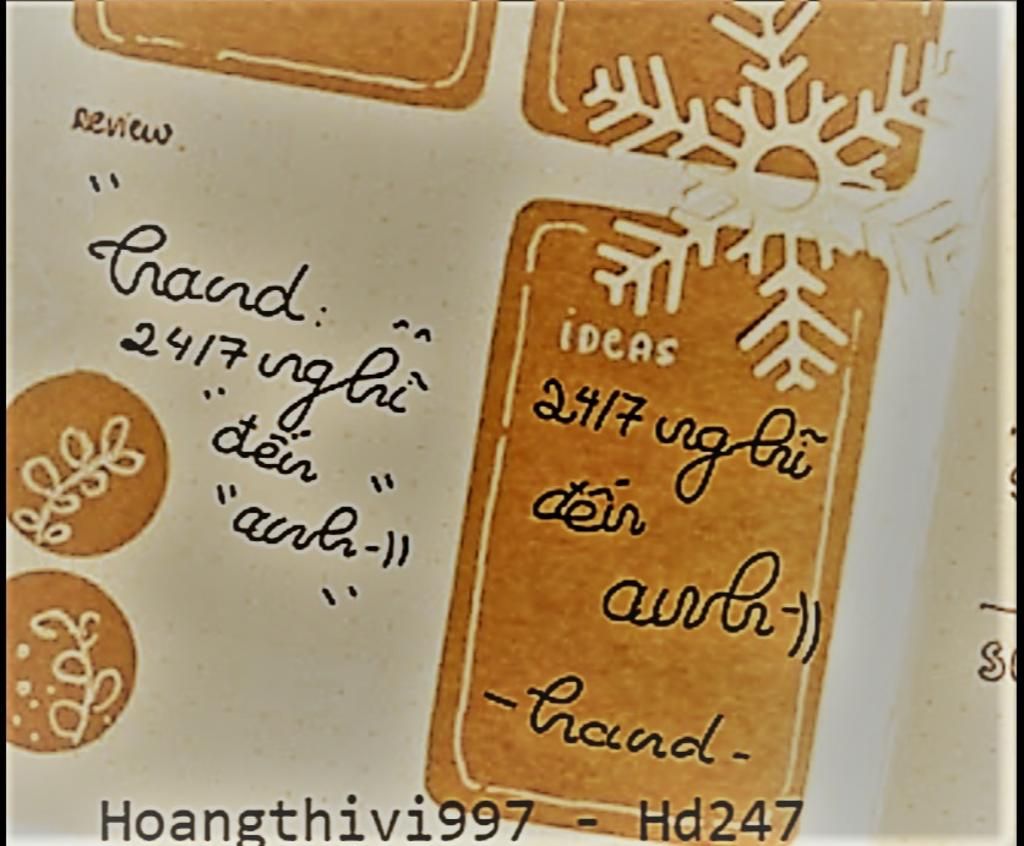 review.
"
hand:
24/7 nghĩ
đến
"anh-))
"
iDeas
24/7 nghĩ
đến
anh-))
-hand-
Hoangthivi997 - Hd247